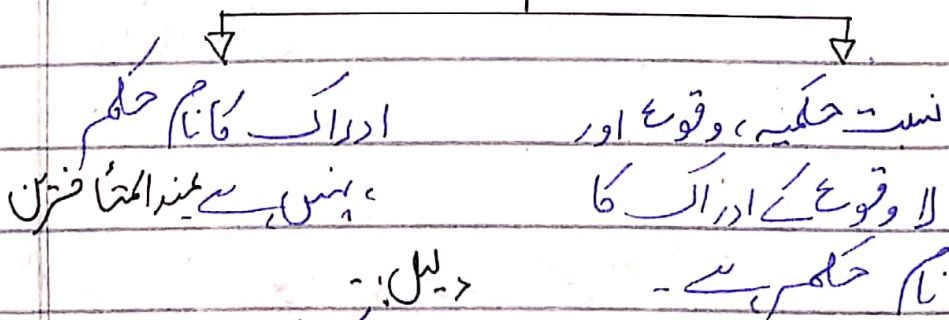 نسبت حکمیہ، وقوع اور
لا وقوع کے ادراک کا
نام حکم ہے۔
ادراک کا نام حکم
نہیں ہے عند المتأخرین
دلیل:-